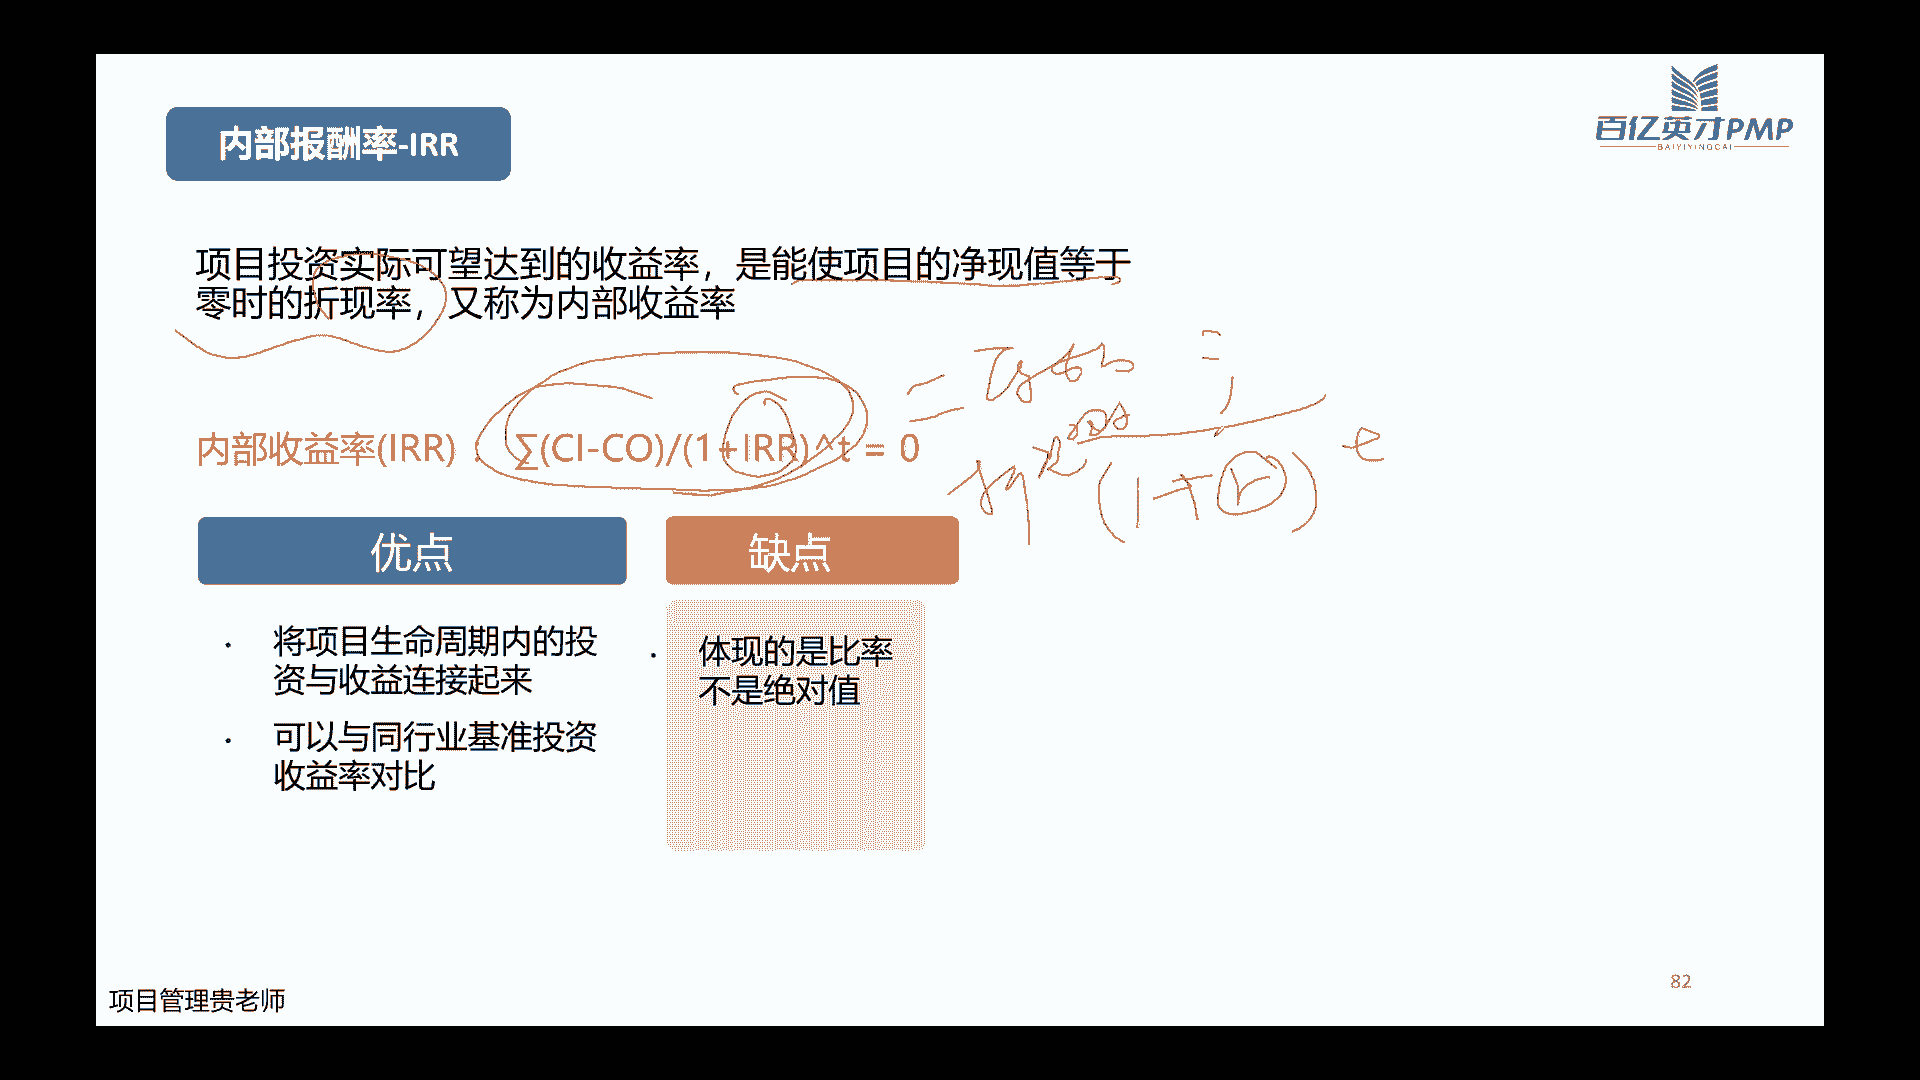 百亿英才PMP
BAIYIYINGCAI
内部报酬率-IRR
项目投资实际可望达到的收益率，是能使项目的净现值等于
零时的折现率，又称为内部收益率
内部收益率(IRR)： ∑(CI-CO)/(1+IRR)^t = 0
(1+r) t
优点
缺点
· 将项目生命周期内的投
资与收益连接起来
· 可以与同行业基准投资
收益率对比
· 体现的是比率
不是绝对值
82
项目管理贵老师